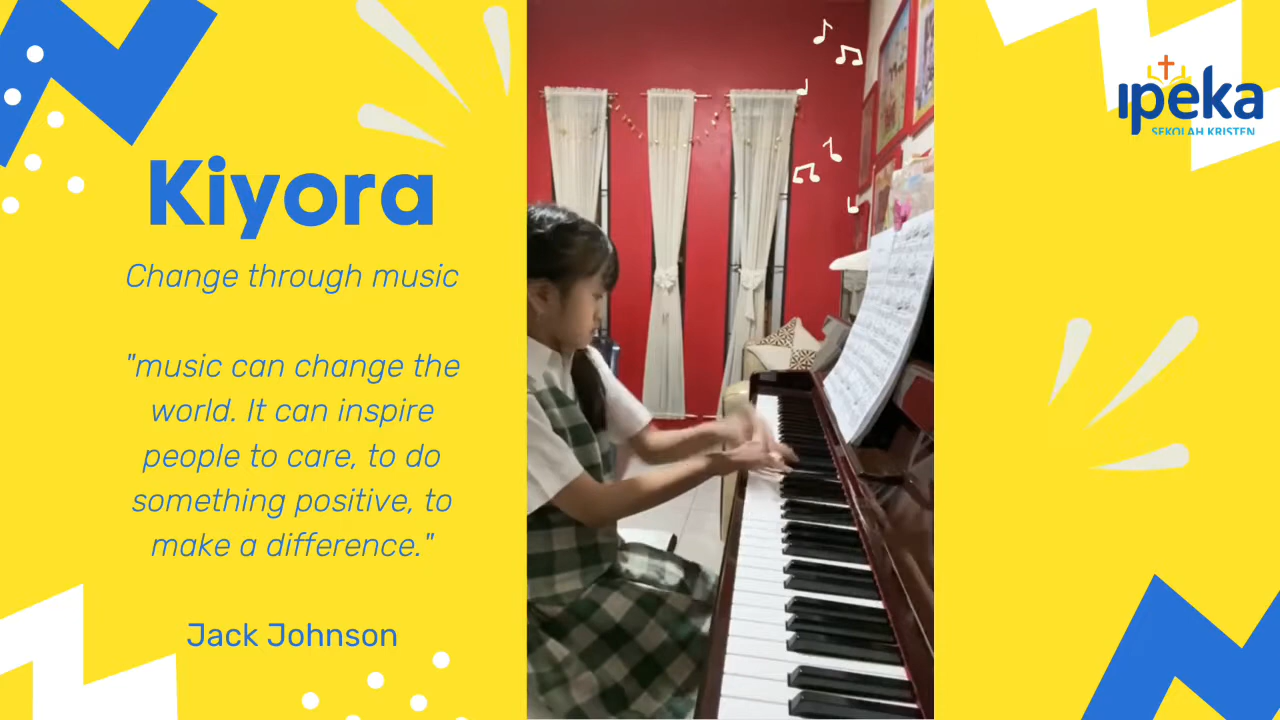 Kiyora
Change through music
"music can change the
world. It can inspire
people to care, to do
something positive, to
make a difference."
Jack Johnson
ipeka
SEKOLAH KRISTEN